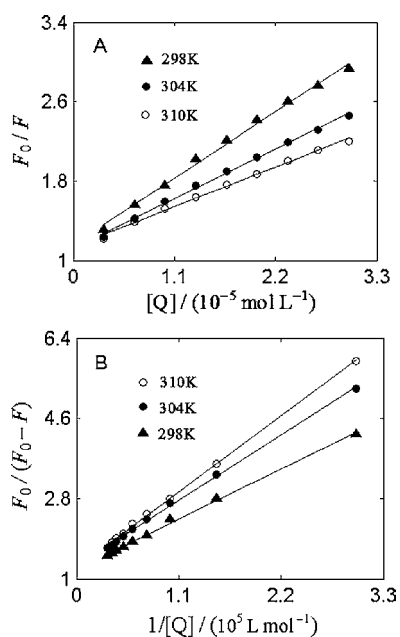 A
298K
304K
310K
3.4
2.6
1.8
1
0
1.1
2.2
3.3
F₀ / F
[Q] / (10⁻⁵ mol L⁻¹)
B
310K
304K
298K
6.4
4.6
2.8
1
0
1.1
2.2
3.3
F₀ / (F₀− F)
1/[Q] / (10⁵ L mol⁻¹)